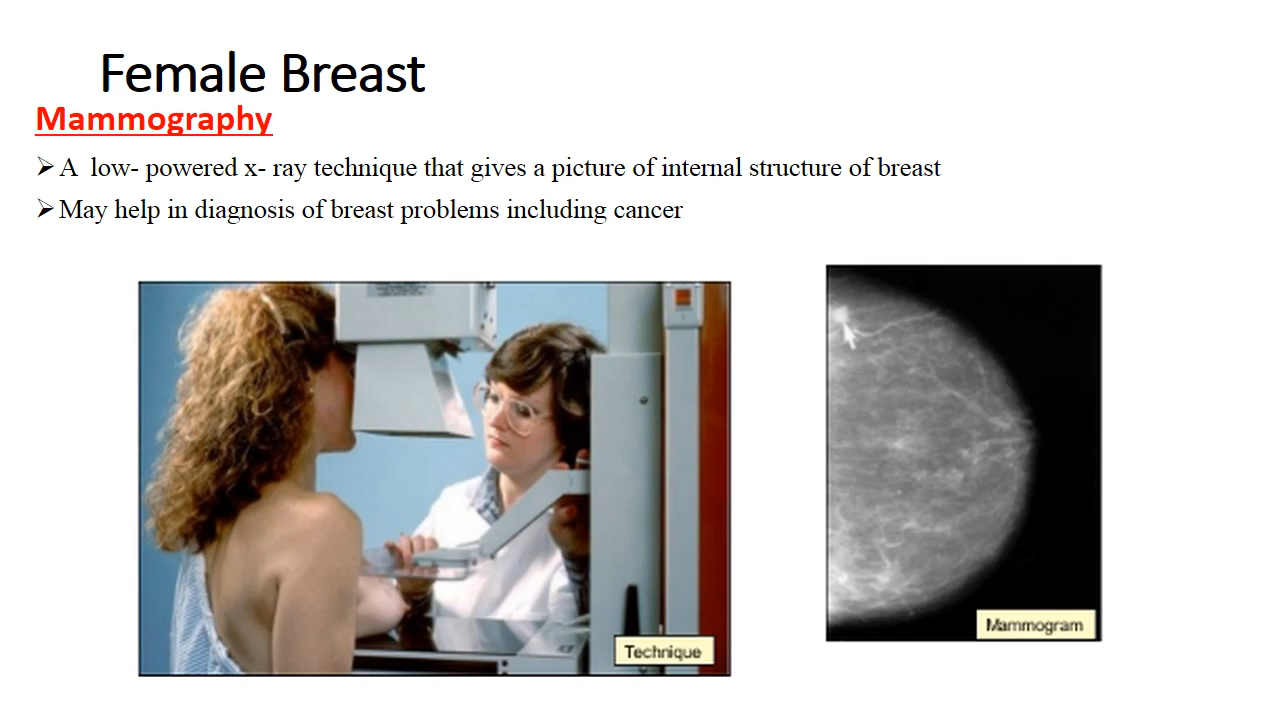 Female Breast
Mammography
➢ A low- powered x- ray technique that gives a picture of internal structure of breast
➢ May help in diagnosis of breast problems including cancer
Technique
Mammogram